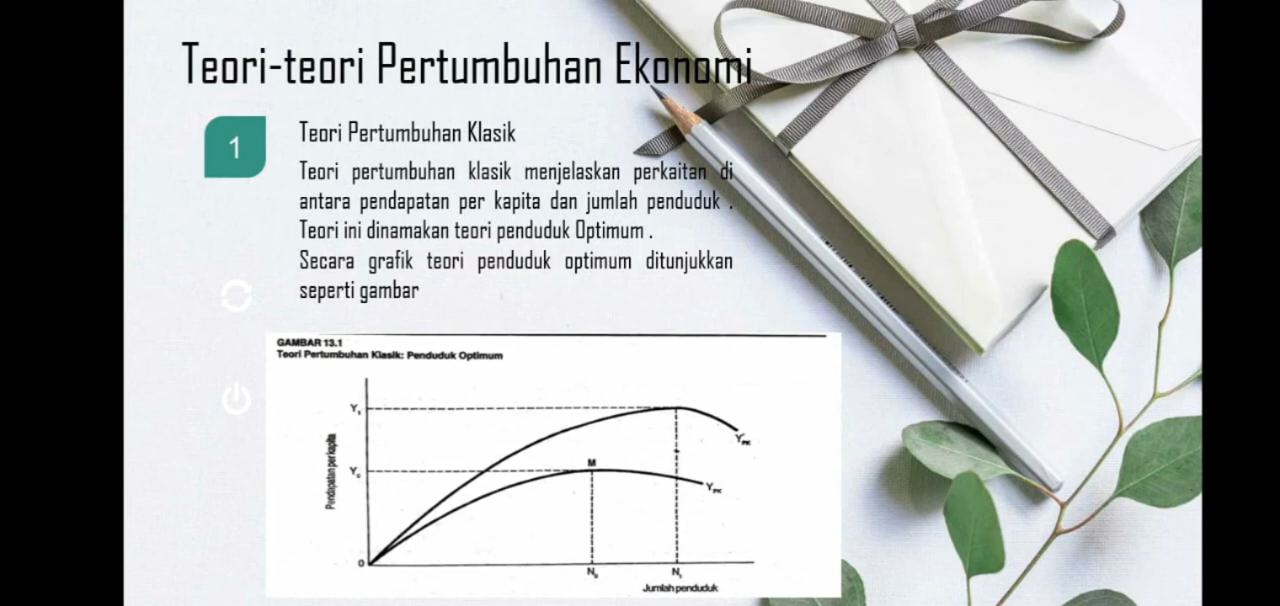 Teori-teori Pertumbuhan Ekonomi
1
Teori Pertumbuhan Klasik
Teori pertumbuhan klasik menjelaskan perkaitan di
antara pendapatan per kapita dan jumlah penduduk .
Teori ini dinamakan teori penduduk Optimum .
Secara grafik teori penduduk optimum ditunjukkan
seperti gambar
GAMBAR 13.1
Teori Pertumbuhan Klasik: Penduduk Optimum
Y₁
Pendapatan per kapita
M
0
N₀
N₁
Jumlah penduduk